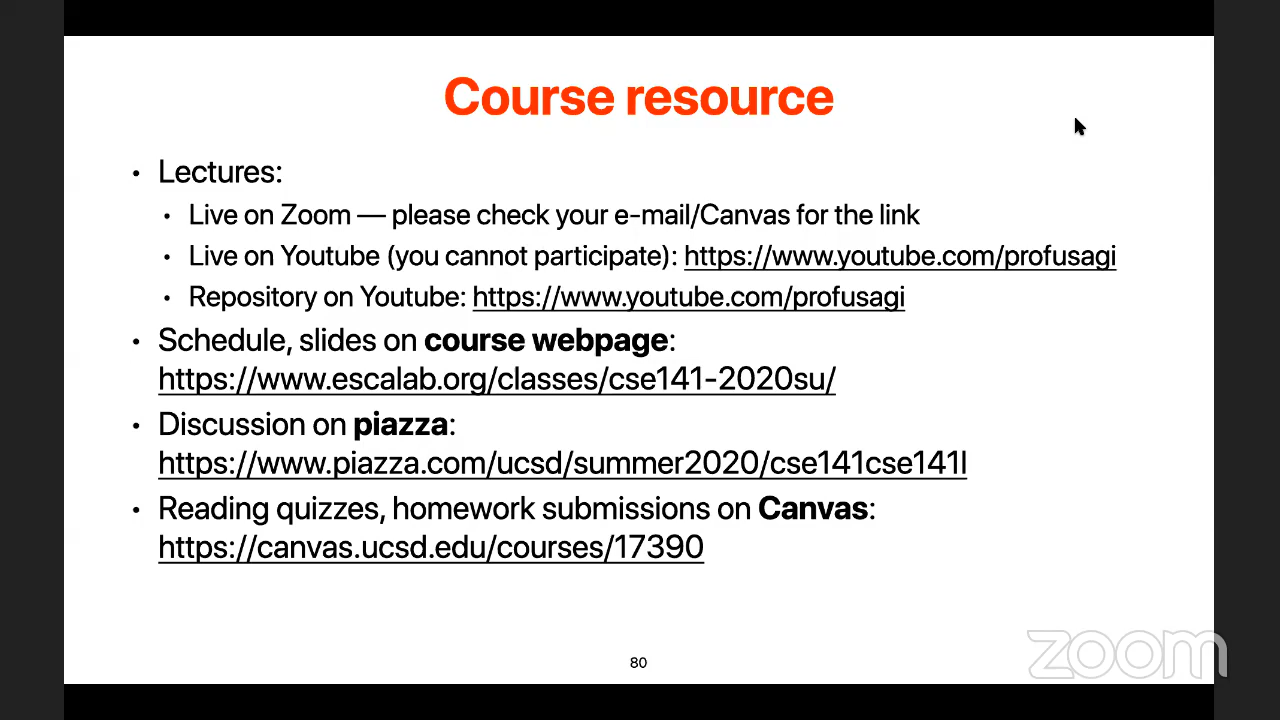 Course resource
• Lectures:
• Live on Zoom — please check your e-mail/Canvas for the link
• Live on Youtube (you cannot participate): https://www.youtube.com/profusagi
• Repository on Youtube: https://www.youtube.com/profusagi
• Schedule, slides on course webpage:
https://www.escalab.org/classes/cse141-2020su/
• Discussion on piazza:
https://www.piazza.com/ucsd/summer2020/cse141cse141l
• Reading quizzes, homework submissions on Canvas:
https://canvas.ucsd.edu/courses/17390
80
zoom